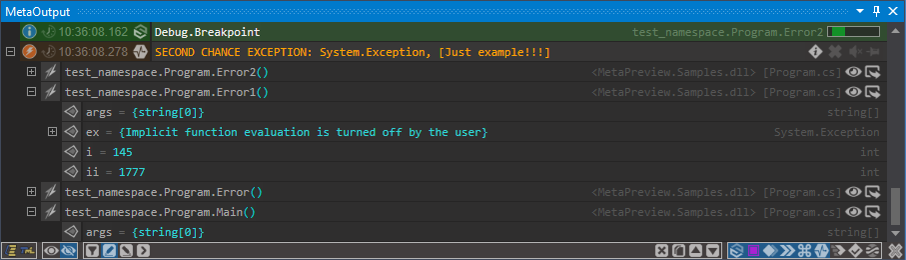 MetaOutput
10:36:08.162 Debug.Breakpoint test_namespace.Program.Error2
10:36:08.278 SECOND CHANCE EXCEPTION: System.Exception, [Just example!!!]
test_namespace.Program.Error2() <MetaPreview.Samples.dll> [Program.cs]
test_namespace.Program.Error1() <MetaPreview.Samples.dll> [Program.cs]
args = {string[0]} string[]
ex = {Implicit function evaluation is turned off by the user} System.Exception
i = 145 int
ii = 1777 int
test_namespace.Program.Error() <MetaPreview.Samples.dll> [Program.cs]
test_namespace.Program.Main() <MetaPreview.Samples.dll> [Program.cs]
args = {string[0]} string[]